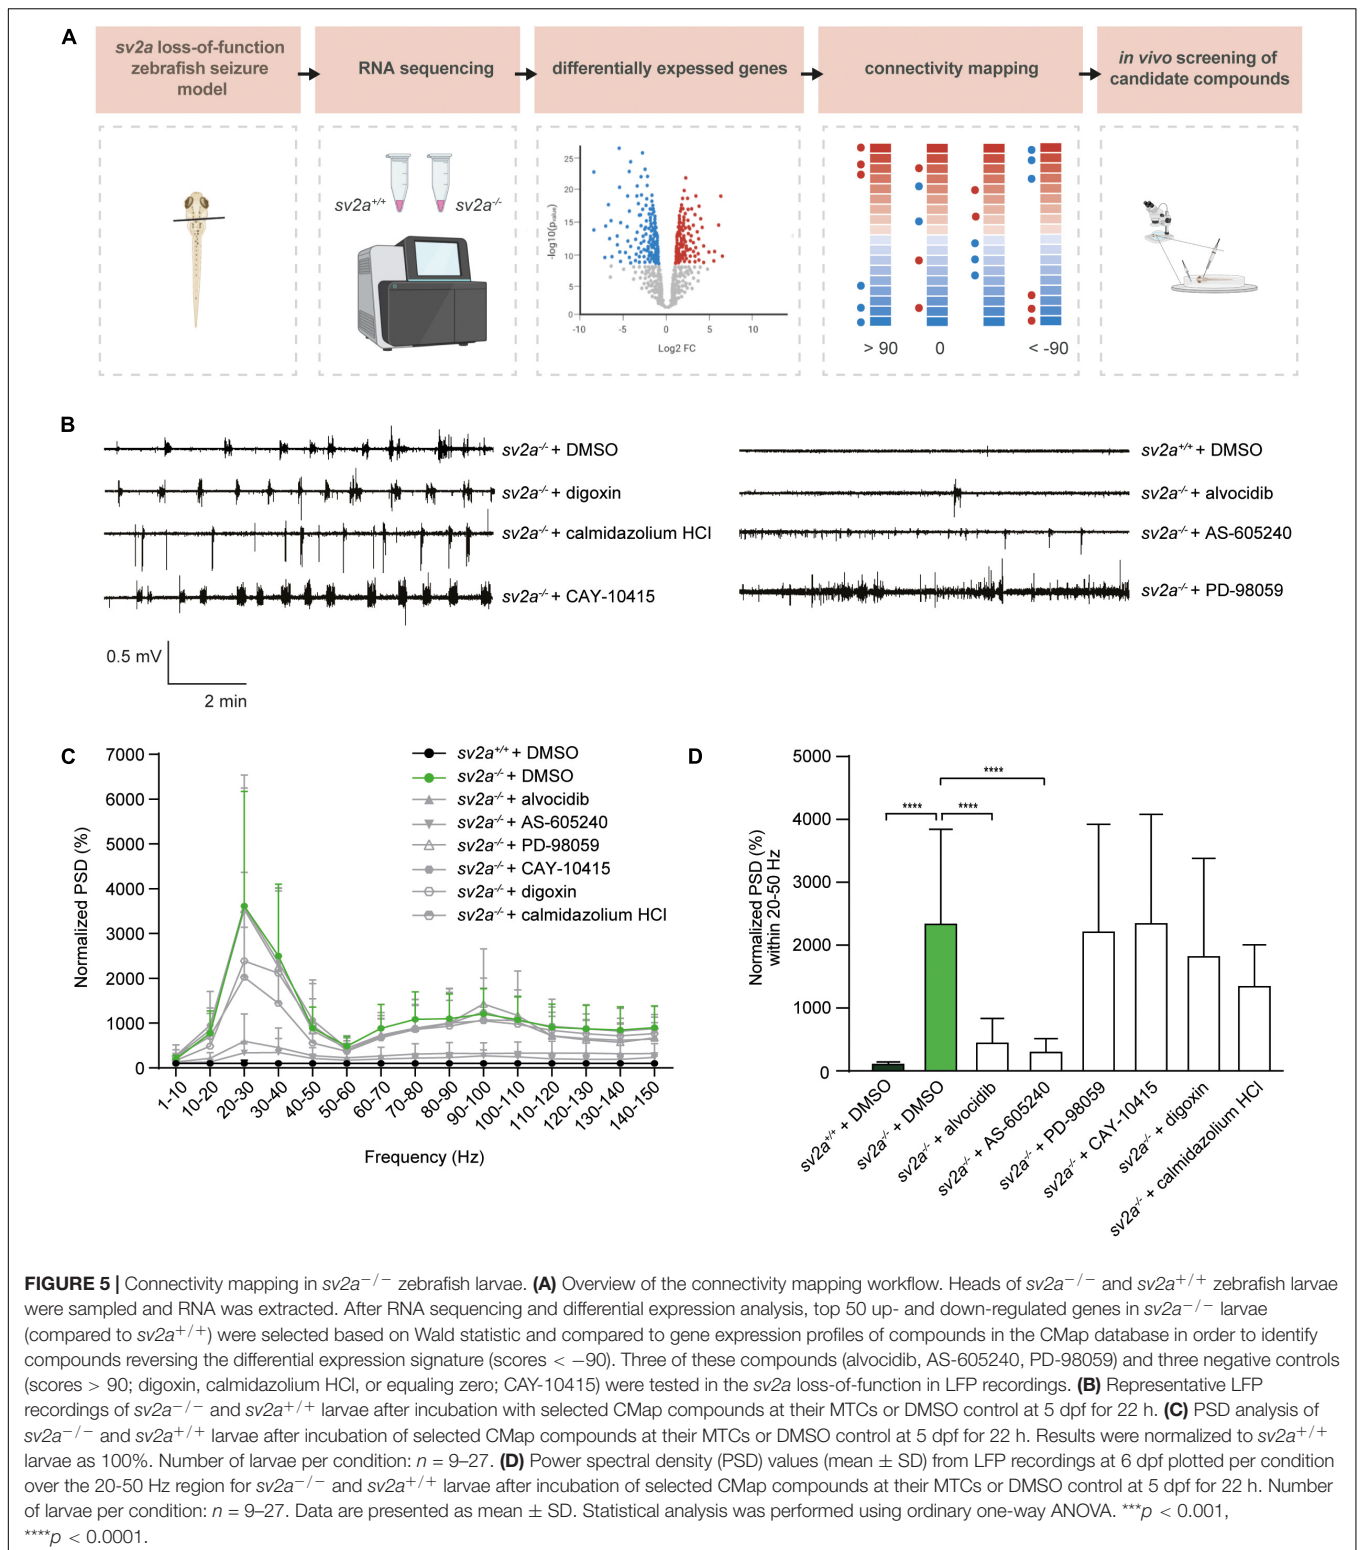 A
sv2a loss-of-function
zebrafish seizure
model
RNA sequencing
differentially expessed genes
connectivity mapping
in vivo screening of
candidate compounds
sv2a+/+
sv2a-/-
-log10(pvalue)
25
20
15
10
5
0
-10
-5
0
5
10
Log2 FC
> 90
0
< -90
B
sv2a-/- + DMSO
sv2a-/- + digoxin
sv2a-/- + calmidazolium HCl
sv2a-/- + CAY-10415
sv2a+/+ + DMSO
sv2a-/- + alvocidib
sv2a-/- + AS-605240
sv2a-/- + PD-98059
0.5 mV
2 min
C
Normalized PSD (%)
7000
6000
5000
4000
3000
2000
1000
0
sv2a+/+ + DMSO
sv2a-/- + DMSO
sv2a-/- + alvocidib
sv2a-/- + AS-605240
sv2a-/- + PD-98059
sv2a-/- + CAY-10415
sv2a-/- + digoxin
sv2a-/- + calmidazolium HCl
1-10
10-20
20-30
30-40
40-50
50-60
60-70
70-80
80-90
90-100
100-110
110-120
120-130
130-140
140-150
Frequency (Hz)
D
Normalized PSD (%)
within 20-50 Hz
5000
4000
3000
2000
1000
0
****
****
****
sv2a+/+ + DMSO
sv2a-/- + DMSO
sv2a-/- + alvocidib
sv2a-/- + AS-605240
sv2a-/- + PD-98059
sv2a-/- + CAY-10415
sv2a-/- + digoxin
sv2a-/- + calmidazolium HCl
FIGURE 5 | Connectivity mapping in sv2a−/− zebrafish larvae. (A) Overview of the connectivity mapping workflow. Heads of sv2a−/− and sv2a+/+ zebrafish larvae
were sampled and RNA was extracted. After RNA sequencing and differential expression analysis, top 50 up- and down-regulated genes in sv2a−/− larvae
(compared to sv2a+/+) were selected based on Wald statistic and compared to gene expression profiles of compounds in the CMap database in order to identify
compounds reversing the differential expression signature (scores < −90). Three of these compounds (alvocidib, AS-605240, PD-98059) and three negative controls
(scores > 90; digoxin, calmidazolium HCl, or equaling zero; CAY-10415) were tested in the sv2a loss-of-function in LFP recordings. (B) Representative LFP
recordings of sv2a−/− and sv2a+/+ larvae after incubation with selected CMap compounds at their MTCs or DMSO control at 5 dpf for 22 h. (C) PSD analysis of
sv2a−/− and sv2a+/+ larvae after incubation of selected CMap compounds at their MTCs or DMSO control at 5 dpf for 22 h. Results were normalized to sv2a+/+
larvae as 100%. Number of larvae per condition: n = 9–27. (D) Power spectral density (PSD) values (mean ± SD) from LFP recordings at 6 dpf plotted per condition
over the 20-50 Hz region for sv2a−/− and sv2a+/+ larvae after incubation of selected CMap compounds at their MTCs or DMSO control at 5 dpf for 22 h. Number
of larvae per condition: n = 9–27. Data are presented as mean ± SD. Statistical analysis was performed using ordinary one-way ANOVA. ***p < 0.001,
****p < 0.0001.